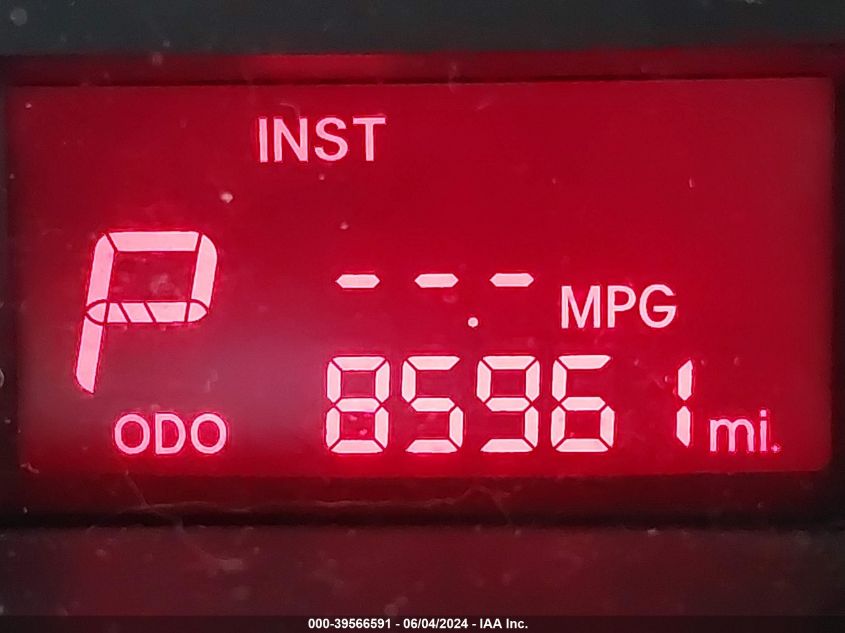 INST
P
--.- MPG
ODO 85961 mi.
000-39566591 - 06/04/2024 - IAA Inc.